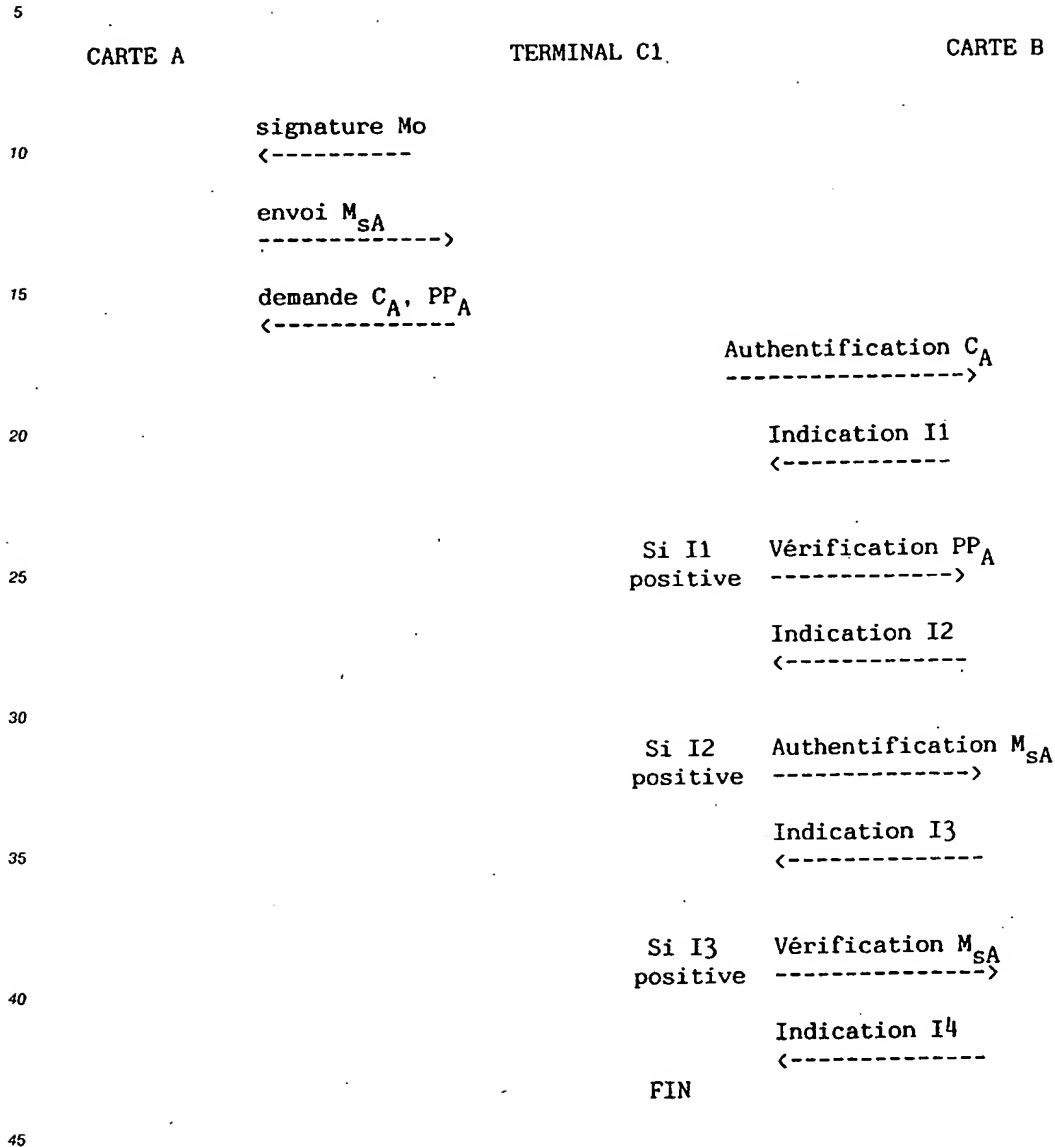 5
CARTE A TERMINAL C1 CARTE B
signature Mo
10 <----------
envoi M_sA
------------->
15 demande C_A, PP_A
<-------------
Authentification C_A
------------------>
20 Indication I1
<------------
Si I1 Vérification PP_A
25 positive ------------->
Indication I2
<-------------
30
Si I2 Authentification M_sA
positive -------------->
Indication I3
35 <--------------
Si I3 Vérification M_sA
positive --------------->
40
Indication I4
<--------------
FIN
45